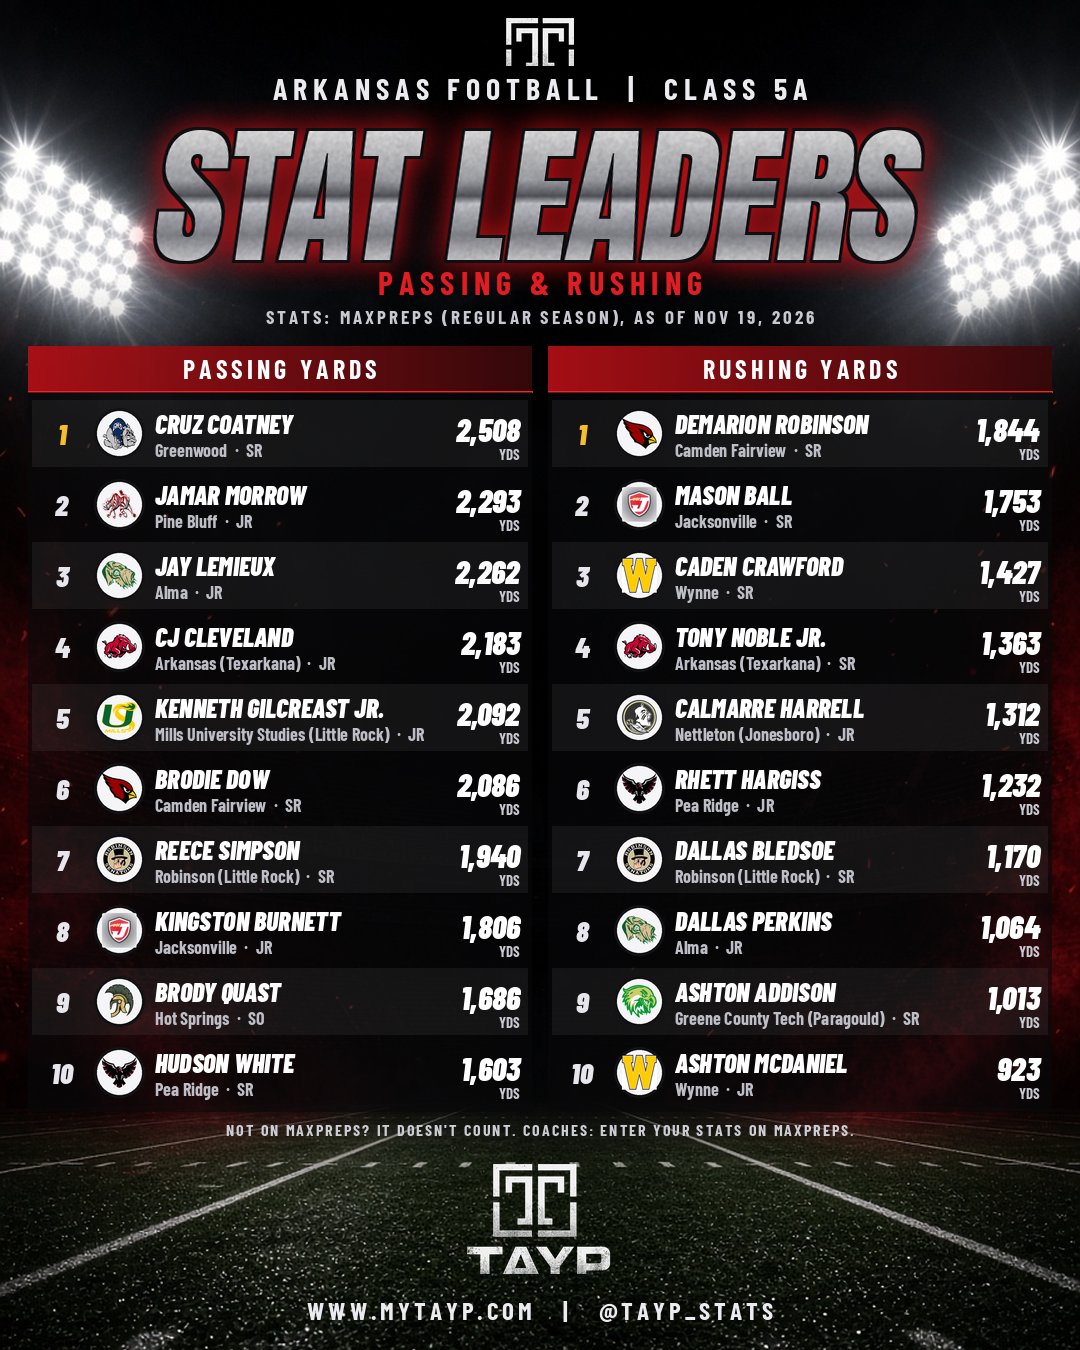 ARKANSAS FOOTBALL | CLASS 5A
STAT LEADERS
PASSING & RUSHING
STATS: MAXPREPS (REGULAR SEASON), AS OF NOV 19, 2026
PASSING YARDS
1 CRUZ COATNEY 2,508
Greenwood · SR YDS
2 JAMAR MORROW 2,293
Pine Bluff · JR YDS
3 JAY LEMIEUX 2,262
Alma · JR YDS
4 CJ CLEVELAND 2,183
Arkansas (Texarkana) · JR YDS
5 KENNETH GILCREAST JR. 2,092
Mills University Studies (Little Rock) · JR YDS
6 BRODIE DOW 2,086
Camden Fairview · SR YDS
7 REECE SIMPSON 1,940
Robinson (Little Rock) · SR YDS
8 KINGSTON BURNETT 1,806
Jacksonville · JR YDS
9 BRODY QUAST 1,686
Hot Springs · SO YDS
10 HUDSON WHITE 1,603
Pea Ridge · SR YDS
RUSHING YARDS
1 DEMARION ROBINSON 1,844
Camden Fairview · SR YDS
2 MASON BALL 1,753
Jacksonville · SR YDS
3 CADEN CRAWFORD 1,427
Wynne · SR YDS
4 TONY NOBLE JR. 1,363
Arkansas (Texarkana) · SR YDS
5 CALMARRE HARRELL 1,312
Nettleton (Jonesboro) · JR YDS
6 RHETT HARGISS 1,232
Pea Ridge · JR YDS
7 DALLAS BLEDSOE 1,170
Robinson (Little Rock) · SR YDS
8 DALLAS PERKINS 1,064
Alma · JR YDS
9 ASHTON ADDISON 1,013
Greene County Tech (Paragould) · SR YDS
10 ASHTON MCDANIEL 923
Wynne · JR YDS
NOT ON MAXPREPS? IT DOESN'T COUNT. COACHES: ENTER YOUR STATS ON MAXPREPS.
TAYP
WWW.MYTAYP.COM | @TAYP_STATS